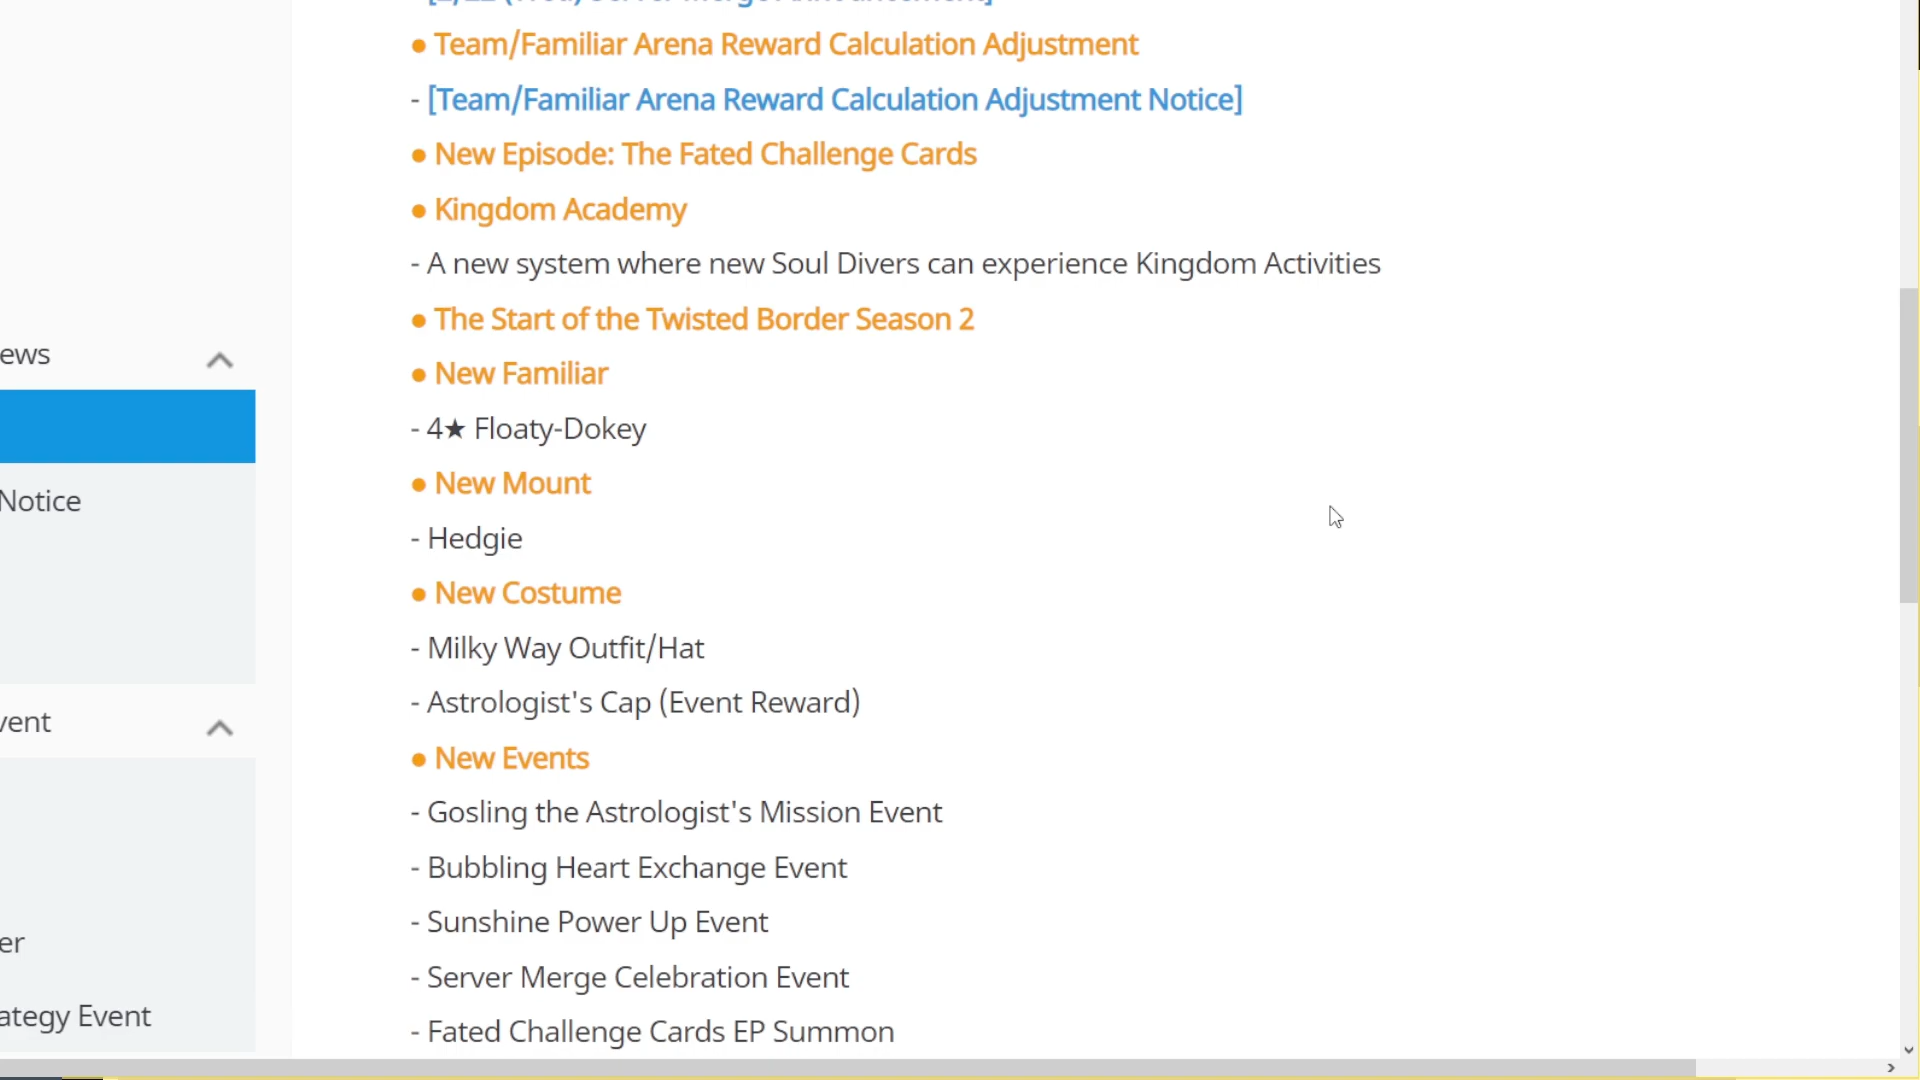 ● Team/Familiar Arena Reward Calculation Adjustment
- [Team/Familiar Arena Reward Calculation Adjustment Notice]
● New Episode: The Fated Challenge Cards
● Kingdom Academy
- A new system where new Soul Divers can experience Kingdom Activities
● The Start of the Twisted Border Season 2
● New Familiar
- 4★ Floaty-Dokey
● New Mount
- Hedgie
● New Costume
- Milky Way Outfit/Hat
- Astrologist's Cap (Event Reward)
● New Events
- Gosling the Astrologist's Mission Event
- Bubbling Heart Exchange Event
- Sunshine Power Up Event
- Server Merge Celebration Event
- Fated Challenge Cards EP Summon
ews
Notice
vent
er
ategy Event